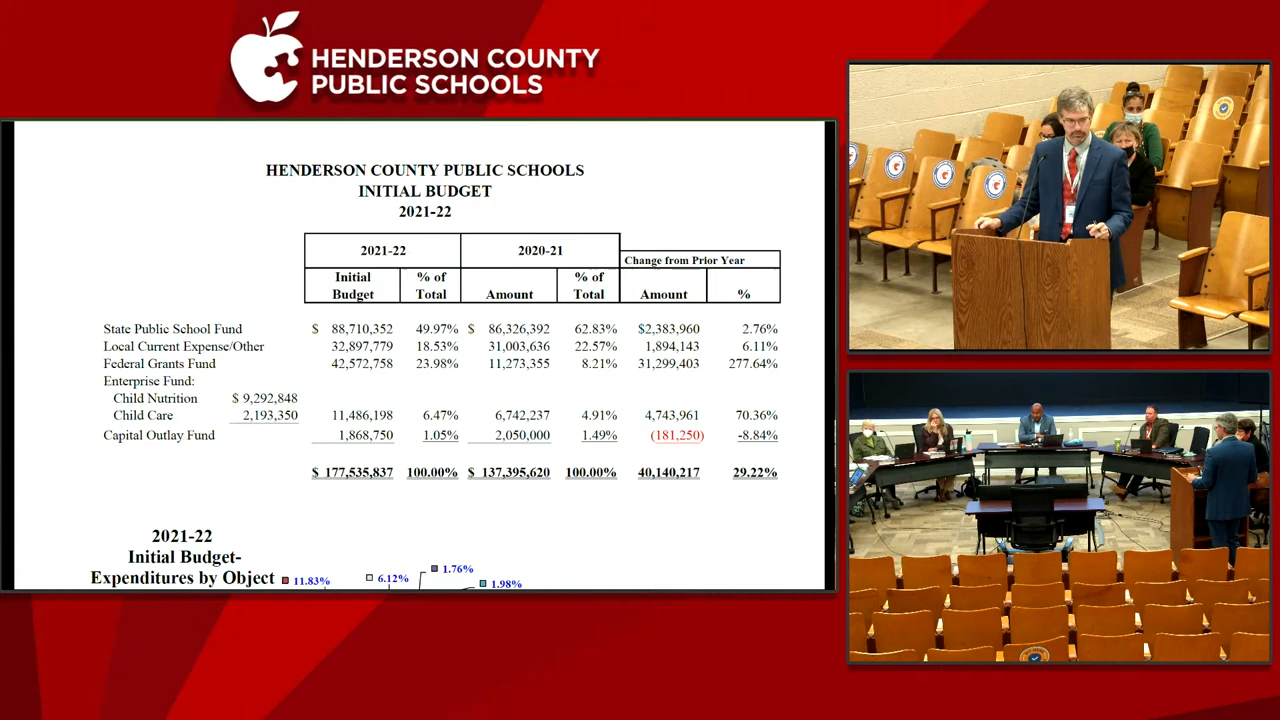 HENDERSON COUNTY
PUBLIC SCHOOLS
HENDERSON COUNTY PUBLIC SCHOOLS
INITIAL BUDGET
2021-22
2021-22 2020-21
Change from Prior Year
Initial % of % of
Budget Total Amount Total Amount %
State Public School Fund $ 88,710,352 49.97% $ 86,326,392 62.83% $2,383,960 2.76%
Local Current Expense/Other 32,897,779 18.53% 31,003,636 22.57% 1,894,143 6.11%
Federal Grants Fund 42,572,758 23.98% 11,273,355 8.21% 31,299,403 277.64%
Enterprise Fund:
Child Nutrition $ 9,292,848
Child Care 2,193,350 11,486,198 6.47% 6,742,237 4.91% 4,743,961 70.36%
Capital Outlay Fund 1,868,750 1.05% 2,050,000 1.49% (181,250) -8.84%
$ 177,535,837 100.00% $ 137,395,620 100.00% 40,140,217 29.22%
2021-22
Initial Budget-
Expenditures by Object
11.83% 6.12% 1.76% 1.98%